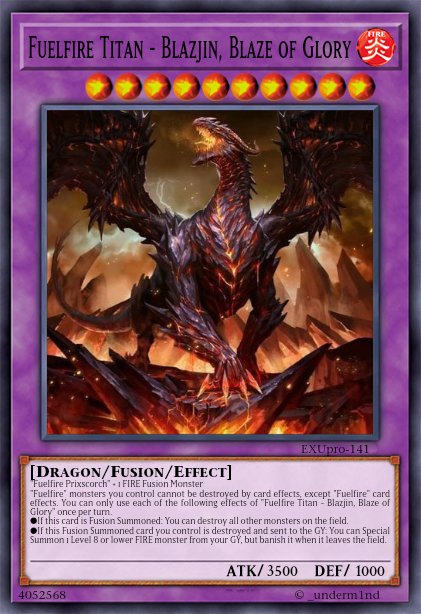 Fuelfire Titan - Blazjin, Blaze of Glory
FIRE
炎
EXUpro-141
[Dragon/Fusion/Effect]
"Fuelfire Prixscorch" + 1 FIRE Fusion Monster
"Fuelfire" monsters you control cannot be destroyed by card effects, except "Fuelfire" card
effects. You can only use each of the following effects of "Fuelfire Titan - Blazjin, Blaze of
Glory" once per turn.
●If this card is Fusion Summoned: You can destroy all other monsters on the field.
●If this Fusion Summoned card you control is destroyed and sent to the GY: You can Special
Summon 1 Level 8 or lower FIRE monster from your GY, but banish it when it leaves the field.
ATK/ 3500 DEF/ 1000
4052568
© _underm1nd